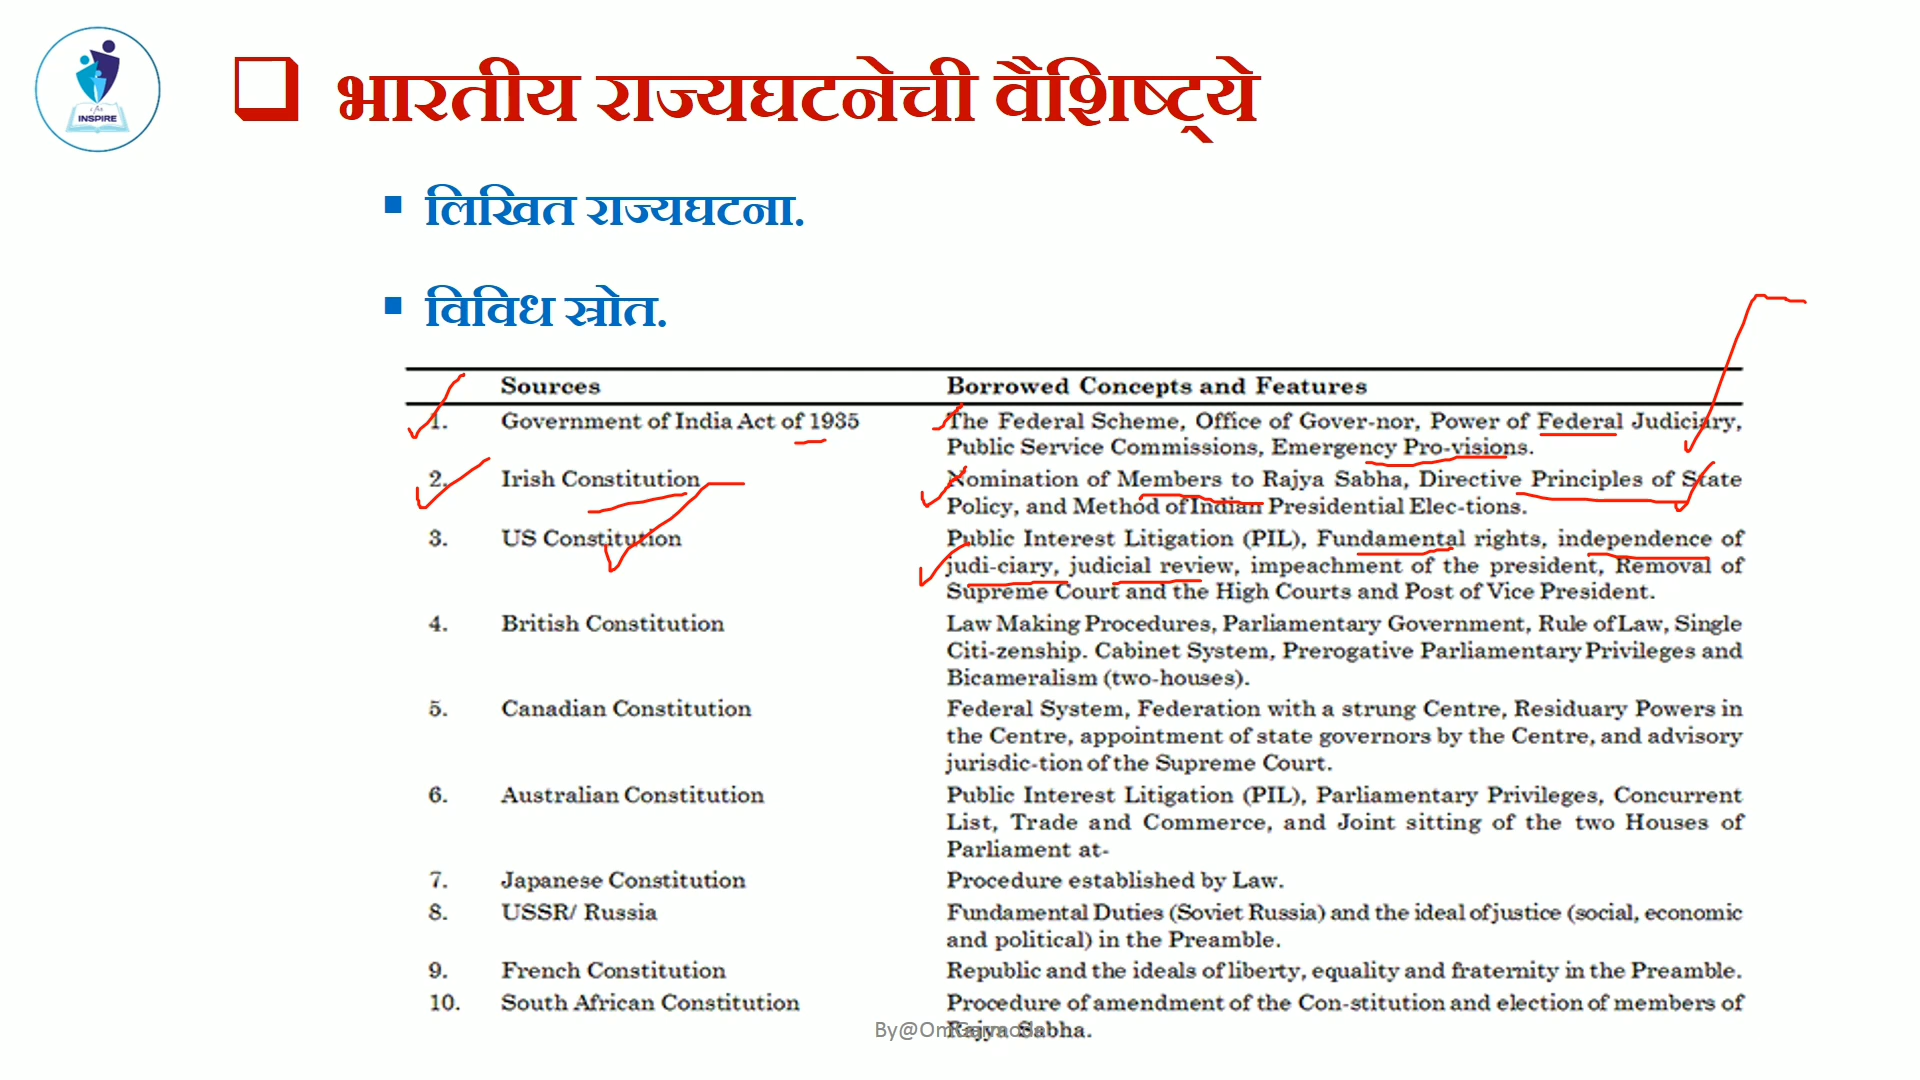 INSPIRE
भारतीय राज्यघटनेची वैशिष्ट्ये
लिखित राज्यघटना.
विविध स्रोत.
Sources Borrowed Concepts and Features
1. Government of India Act of 1935 The Federal Scheme, Office of Gover-nor, Power of Federal Judiciary,
Public Service Commissions, Emergency Pro-visions.
2. Irish Constitution Nomination of Members to Rajya Sabha, Directive Principles of State
Policy, and Method of Indian Presidential Elec-tions.
3. US Constitution Public Interest Litigation (PIL), Fundamental rights, independence of
judi-ciary, judicial review, impeachment of the president, Removal of
Supreme Court and the High Courts and Post of Vice President.
4. British Constitution Law Making Procedures, Parliamentary Government, Rule of Law, Single
Citi-zenship. Cabinet System, Prerogative Parliamentary Privileges and
Bicameralism (two-houses).
5. Canadian Constitution Federal System, Federation with a strung Centre, Residuary Powers in
the Centre, appointment of state governors by the Centre, and advisory
jurisdic-tion of the Supreme Court.
6. Australian Constitution Public Interest Litigation (PIL), Parliamentary Privileges, Concurrent
List, Trade and Commerce, and Joint sitting of the two Houses of
Parliament at-
7. Japanese Constitution Procedure established by Law.
8. USSR/ Russia Fundamental Duties (Soviet Russia) and the ideal of justice (social, economic
and political) in the Preamble.
9. French Constitution Republic and the ideals of liberty, equality and fraternity in the Preamble.
10. South African Constitution Procedure of amendment of the Con-stitution and election of members of
Rajya Sabha.